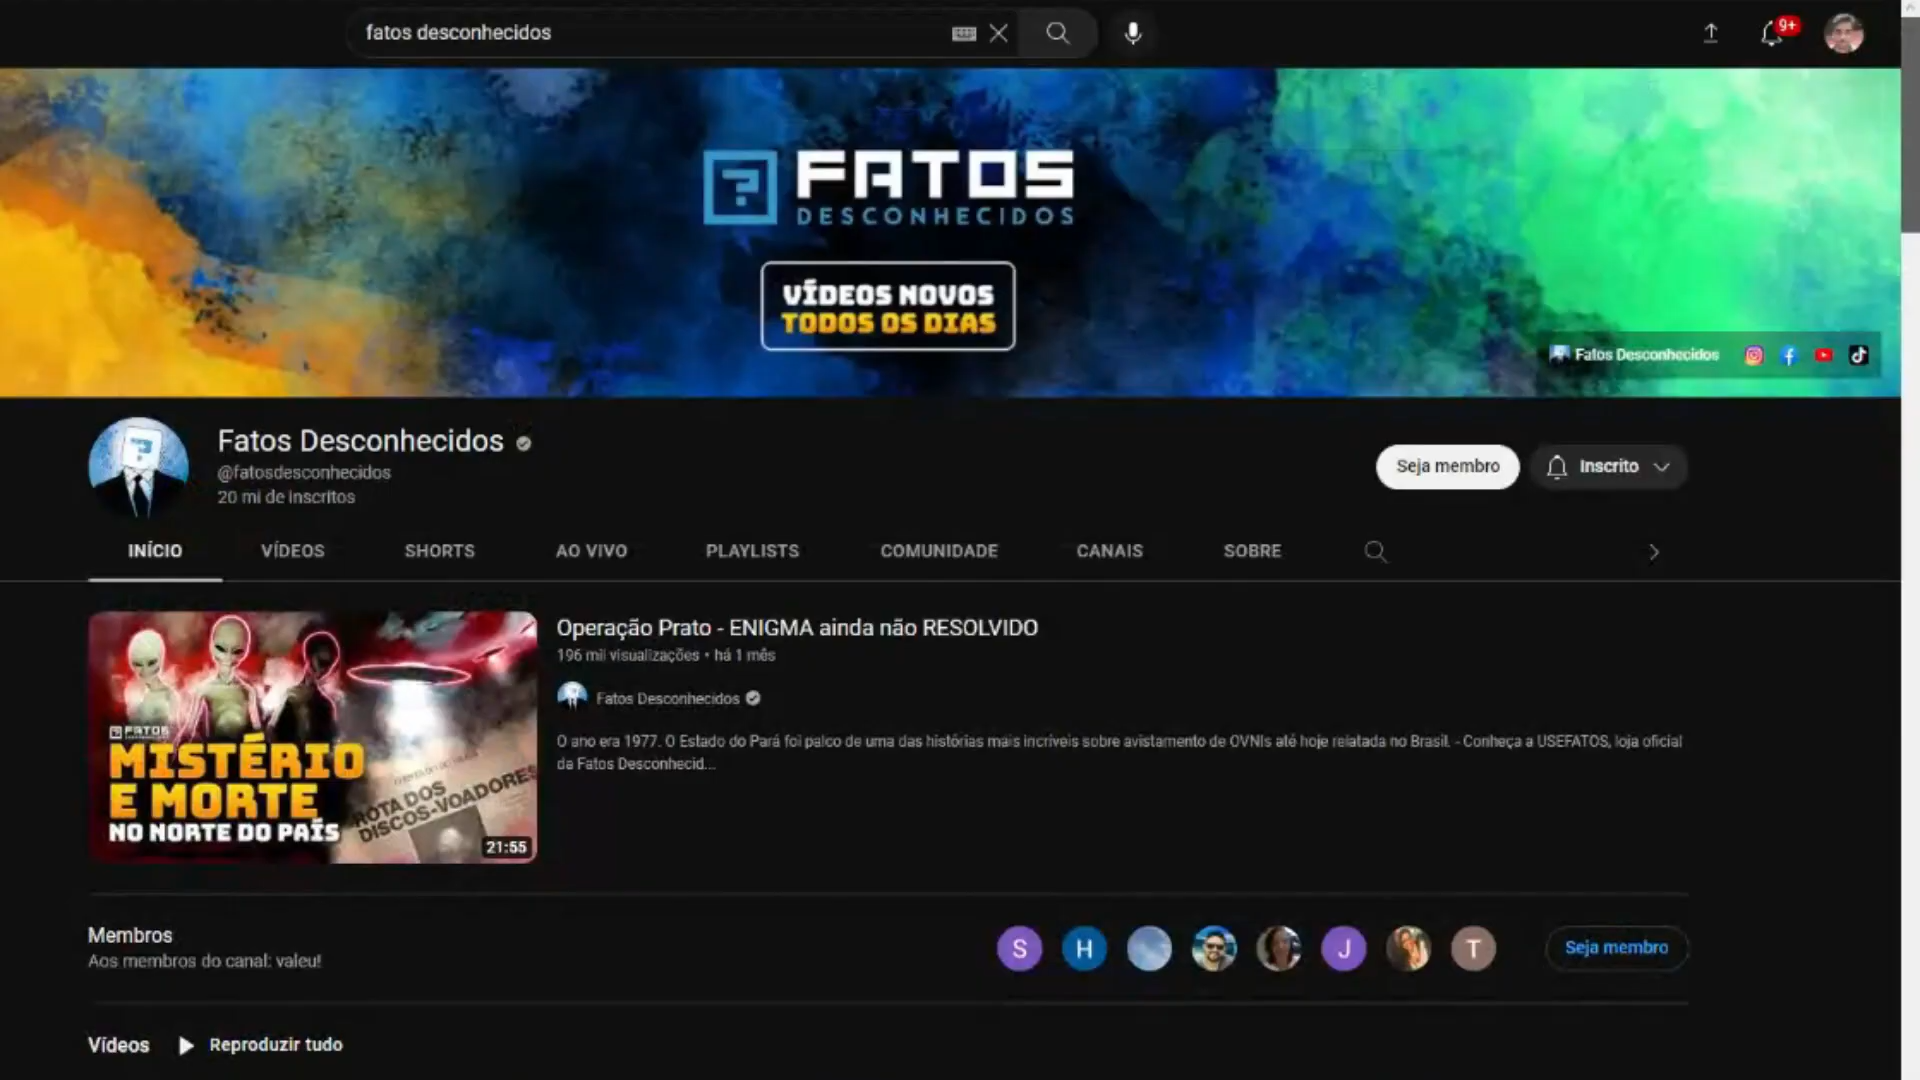 fatos desconhecidos
9+
FATOS
DESCONHECIDOS
VÍDEOS NOVOS
TODOS OS DIAS
Fatos Desconhecidos
Fatos Desconhecidos
@fatosdesconhecidos
20 mi de inscritos
Seja membro
Inscrito
INÍCIO
VÍDEOS
SHORTS
AO VIVO
PLAYLISTS
COMUNIDADE
CANAIS
SOBRE
FATOS
MISTÉRIO
E MORTE
NO NORTE DO PAÍS
ROTA DOS
DISCOS-VOADORES
21:55
Operação Prato - ENIGMA ainda não RESOLVIDO
196 mil visualizações • há 1 mês
Fatos Desconhecidos
O ano era 1977. O Estado do Pará foi palco de uma das histórias mais incríveis sobre avistamento de OVNIs até hoje relatada no Brasil. - Conheça a USEFATOS, loja oficial
da Fatos Desconhecid...
Membros
Aos membros do canal: valeu!
S
H
J
T
Seja membro
Vídeos
Reproduzir tudo